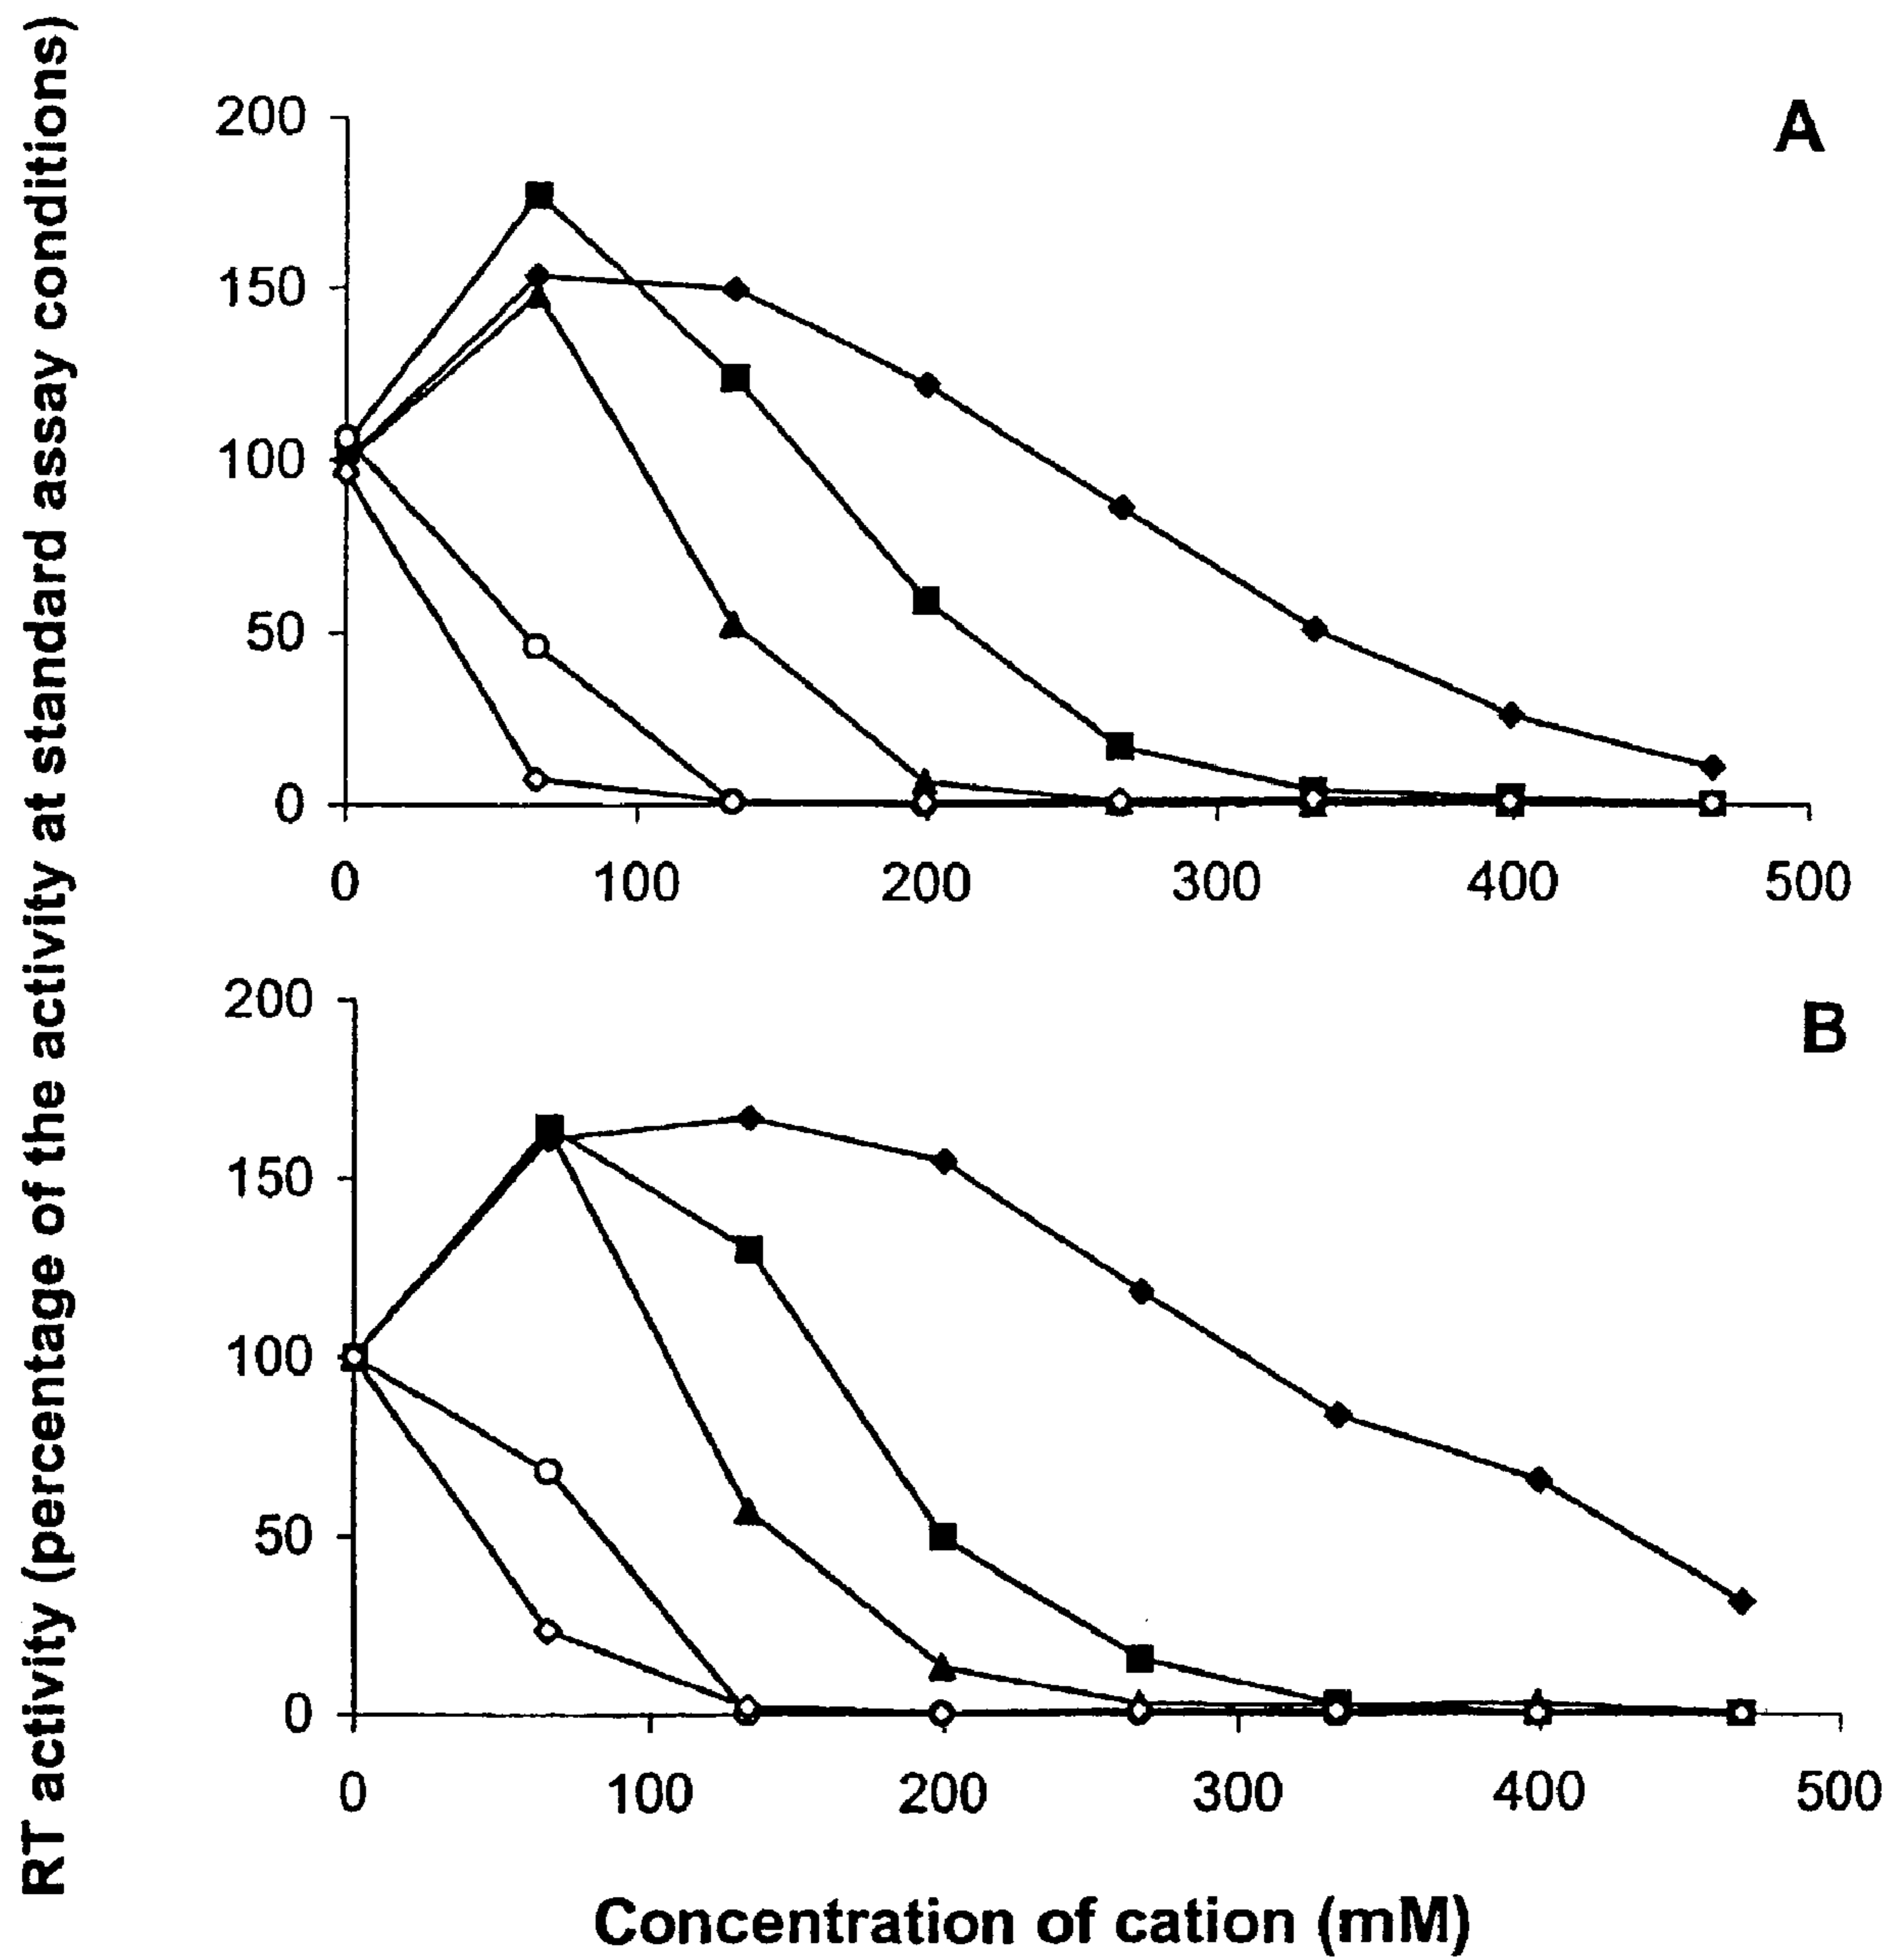 RT activity (percentage of the activity at standard assay conditions)
A
200
150
100
50
0
0 100 200 300 400 500
B
200
150
100
50
0
0 100 200 300 400 500
Concentration of cation (mM)